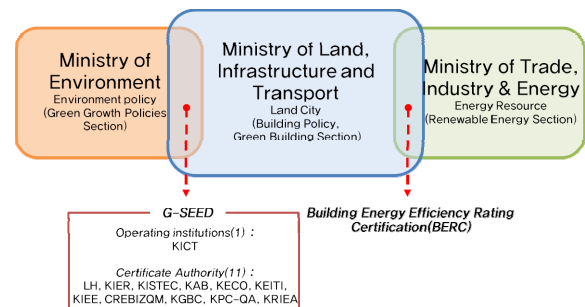 Ministry of
Environment
Environment policy
(Green Growth Policies
Section)
Ministry of Land,
Infrastructure and
Transport
Land City
(Building Policy,
Green Building Section)
Ministry of Trade,
Industry & Energy
Energy Resource
(Renewable Energy Section)
G-SEED
Operating institutions(1) :
KICT
Certificate Authority(11) :
LH, KIER, KISTEC, KAB, KECO, KEITI,
KIEE, CREBIZQM, KGBC, KPC-QA, KRIEA
Building Energy Efficiency Rating
Certification(BERC)